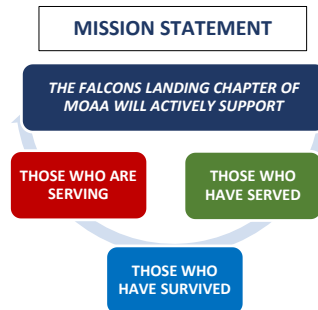 MISSION STATEMENT
THE FALCONS LANDING CHAPTER OF
MOAA WILL ACTIVELY SUPPORT
THOSE WHO ARE
SERVING
THOSE WHO
HAVE SERVED
THOSE WHO
HAVE SURVIVED